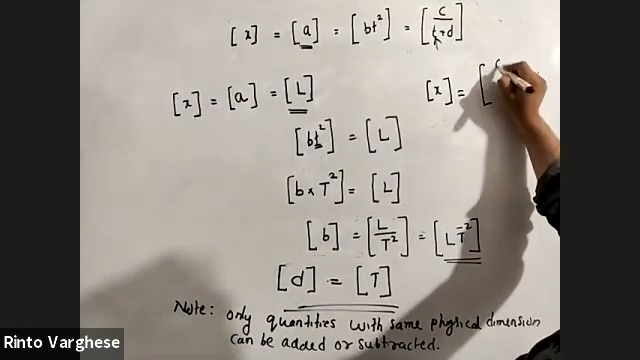 [x] = [a] = [bt²] = [c/(t+d)]
[x] = [a] = [L]
[x] = [
[bt²] = [L]
[b × T²] = [L]
[b] = [L/T²] = [LT⁻²]
[d] = [T]
Note: only quantities with same physical dimension
can be added or subtracted.
Rinto Varghese